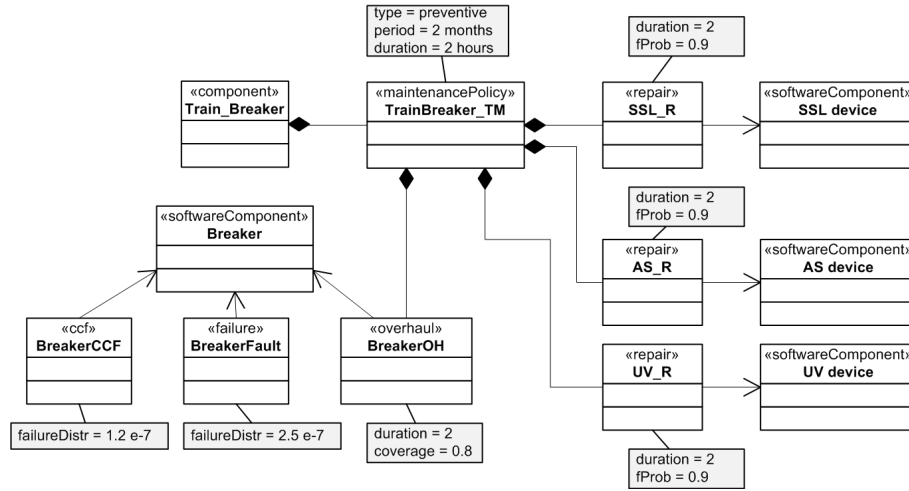 type = preventive
period = 2 months
duration = 2 hours
duration = 2
fProb = 0.9
«component»
Train_Breaker
«maintenancePolicy»
TrainBreaker_TM
«repair»
SSL_R
«softwareComponent»
SSL device
duration = 2
fProb = 0.9
«softwareComponent»
Breaker
«repair»
AS_R
«softwareComponent»
AS device
«ccf»
BreakerCCF
«failure»
BreakerFault
«overhaul»
BreakerOH
«repair»
UV_R
«softwareComponent»
UV device
failureDistr = 1.2 e-7
failureDistr = 2.5 e-7
duration = 2
coverage = 0.8
duration = 2
fProb = 0.9